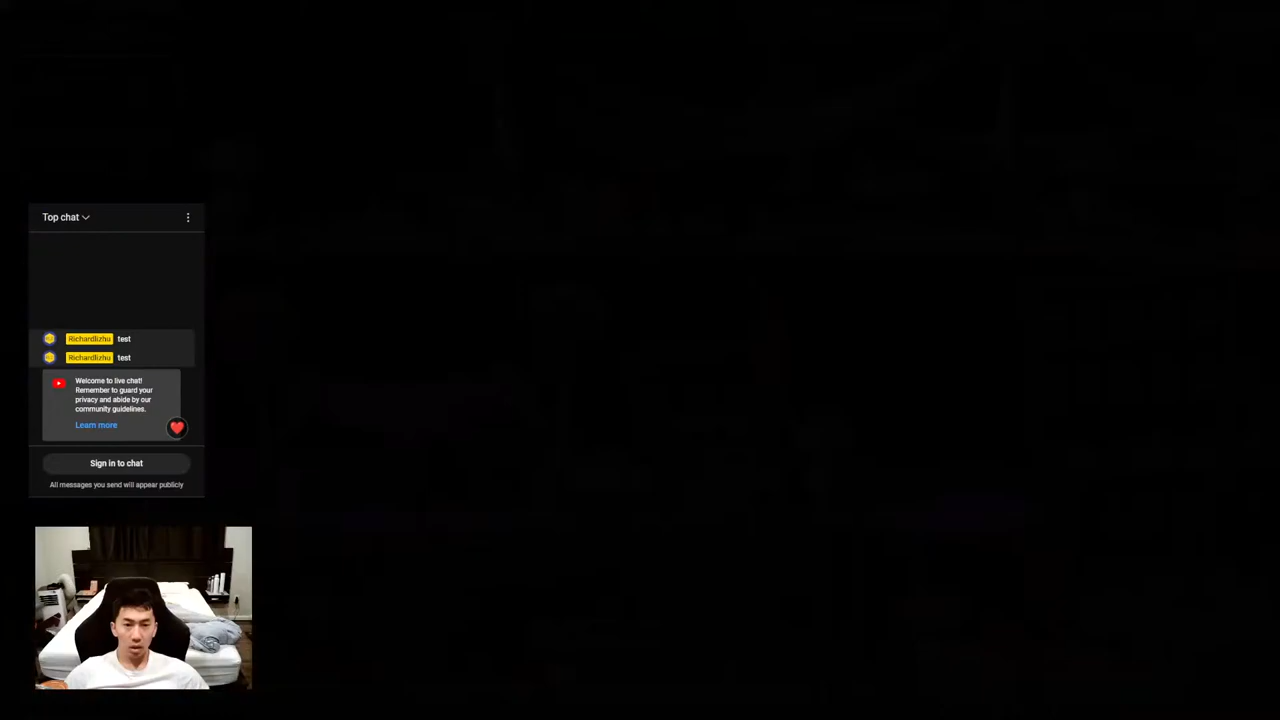 Top chat
Richardlizhu test
Richardlizhu test
Welcome to live chat!
Remember to guard your
privacy and abide by our
community guidelines.
Learn more
Sign in to chat
All messages you send will appear publicly